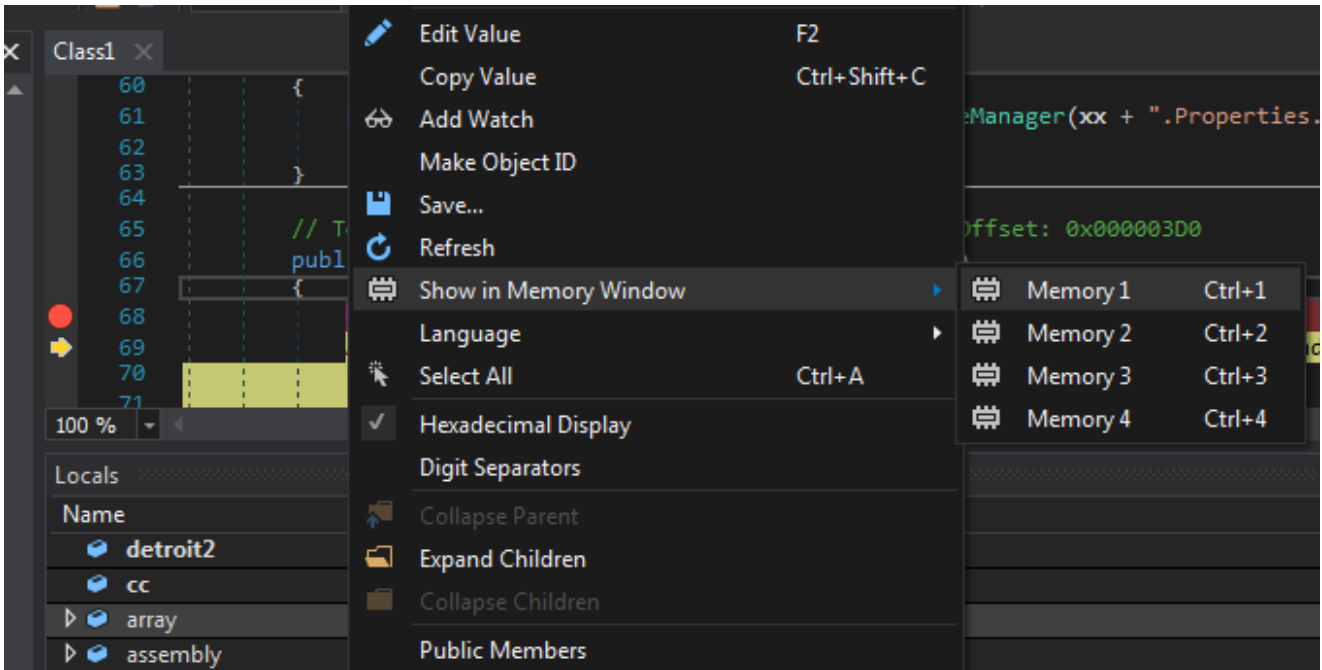 Class1
Edit Value F2
Copy Value Ctrl+Shift+C
Add Watch
Make Object ID
Save...
Refresh
Show in Memory Window
Language
Select All Ctrl+A
Hexadecimal Display
Digit Separators
Collapse Parent
Expand Children
Collapse Children
Public Members
Memory 1 Ctrl+1
Memory 2 Ctrl+2
Memory 3 Ctrl+3
Memory 4 Ctrl+4
60 {
61 eManager(xx + ".Properties.
62
63 }
64
65 // T ffset: 0x000003D0
66 publ
67 {
68
69
70
71
100 %
Locals
Name
detroit2
cc
array
assembly